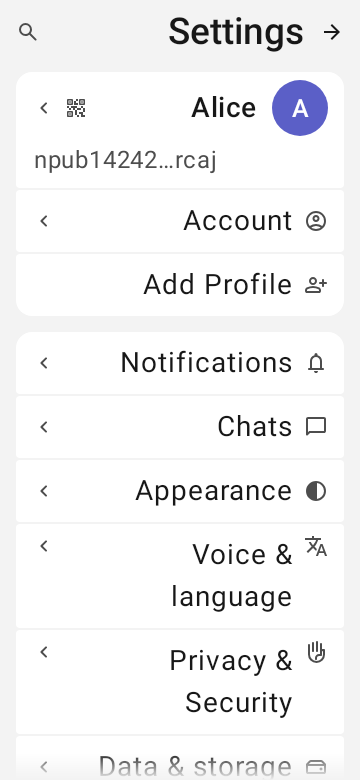 Settings
Alice
A
npub14242…rcaj
Account
Add Profile
Notifications
Chats
Appearance
Voice &
language
Privacy &
Security
Data & storage